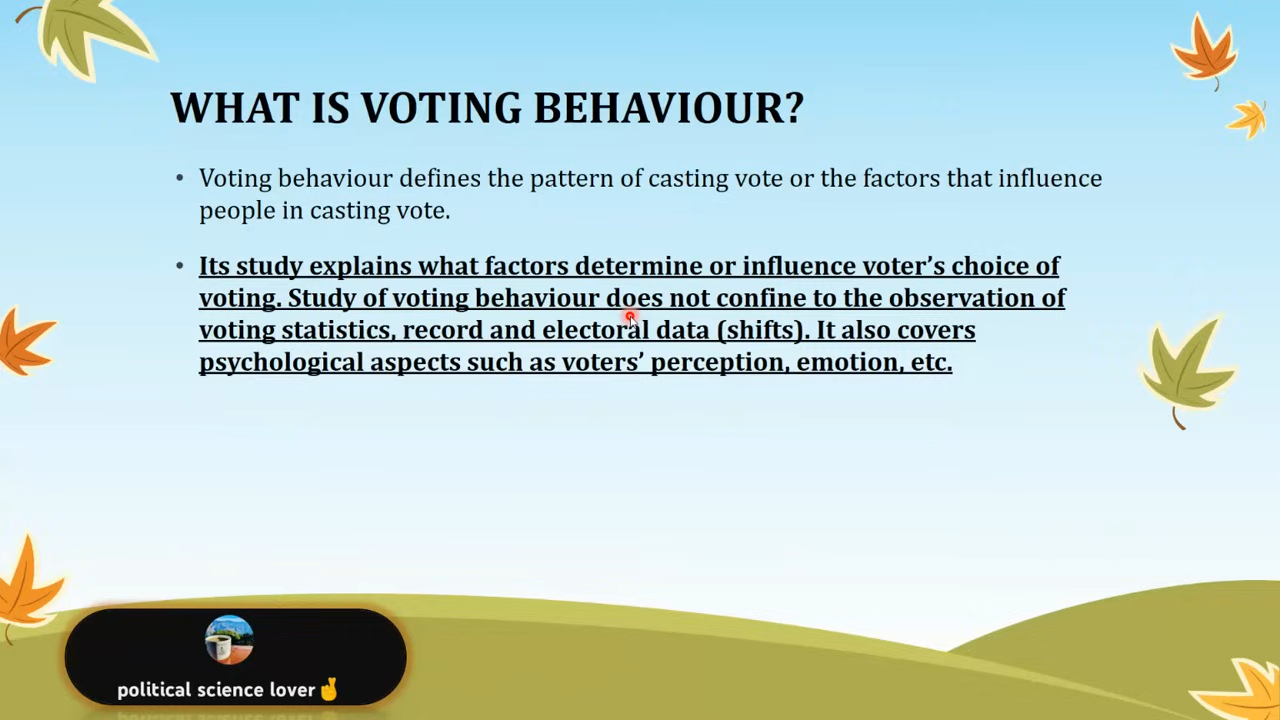 WHAT IS VOTING BEHAVIOUR?
• Voting behaviour defines the pattern of casting vote or the factors that influence
people in casting vote.
• Its study explains what factors determine or influence voter’s choice of
voting. Study of voting behaviour does not confine to the observation of
voting statistics, record and electoral data (shifts). It also covers
psychological aspects such as voters’ perception, emotion, etc.
political science lover🤞